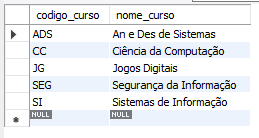 codigo_curso nome_curso
ADS An e Des de Sistemas
CC Ciência da Computação
JG Jogos Digitais
SEG Segurança da Informação
SI Sistemas de Informação
NULL NULL